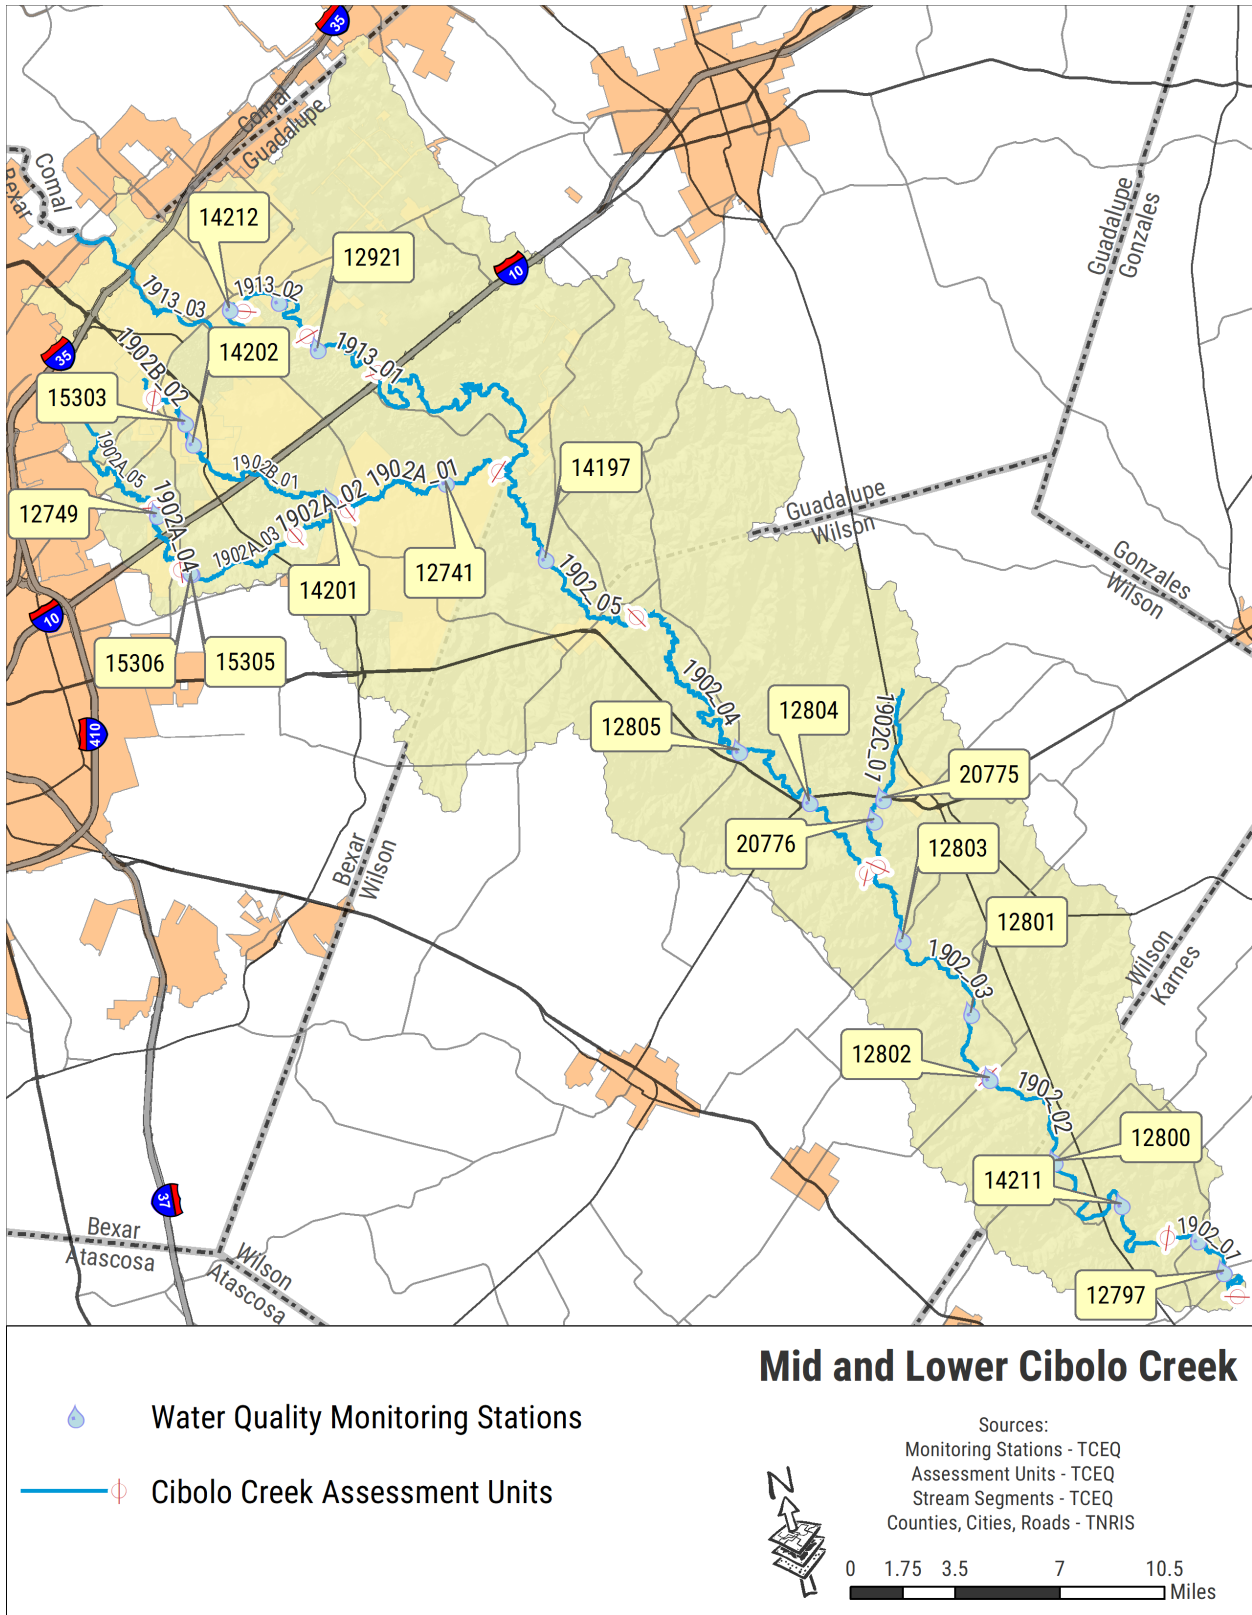 35
Comal
Guadalupe
Comal
Bexar
Guadalupe
Gonzales
14212
12921
10
1913_02
1913_03
14202
1913_01
1902B_02
35
15303
14197
1902A_05
1902B_01
1902A_01
1902A_02
1902A_04
12749
1902A_03
Guadalupe
Wilson
Gonzales
Wilson
12741
14201
1902_05
10
15306
15305
1902_04
12804
1902C_01
12805
410
20775
20776
12803
Bexar
Wilson
12801
1902_03
Wilson
Karnes
12802
1902_02
12800
14211
37
Bexar
Atascosa
Wilson
Atascosa
1902_01
12797
Mid and Lower Cibolo Creek
Water Quality Monitoring Stations
Cibolo Creek Assessment Units
Sources:
Monitoring Stations - TCEQ
Assessment Units - TCEQ
Stream Segments - TCEQ
Counties, Cities, Roads - TNRIS
N
0 1.75 3.5 7 10.5
Miles